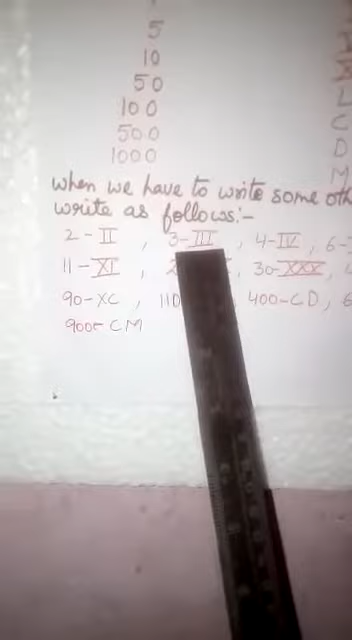 5
10
50 L
100 C
500 D
1000 M
when we have to write some
write as follows:-
2-II, 3-III, 4-IV, 6-
11-XI, 30-XXX,
90-XC, 110 , 400-CD, 6
900-CM